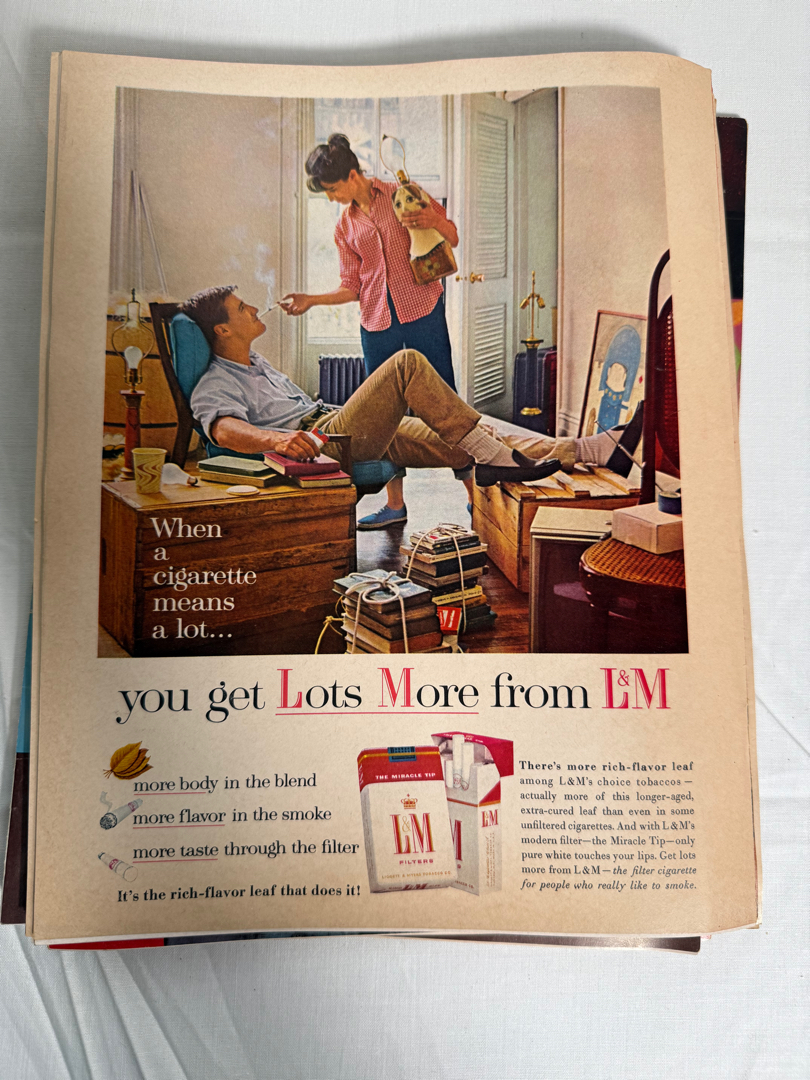 When
a
cigarette
means
a lot...
you get Lots More from L&M
more body in the blend
more flavor in the smoke
more taste through the filter
It's the rich-flavor leaf that does it!
THE MIRACLE TIP
L&M
FILTERS
LIGGETT & MYERS TOBACCO CO.
L&M
There's more rich-flavor leaf
among L&M's choice tobaccos —
actually more of this longer-aged,
extra-cured leaf than even in some
unfiltered cigarettes. And with L&M's
modern filter—the Miracle Tip—only
pure white touches your lips. Get lots
more from L&M — the filter cigarette
for people who really like to smoke.